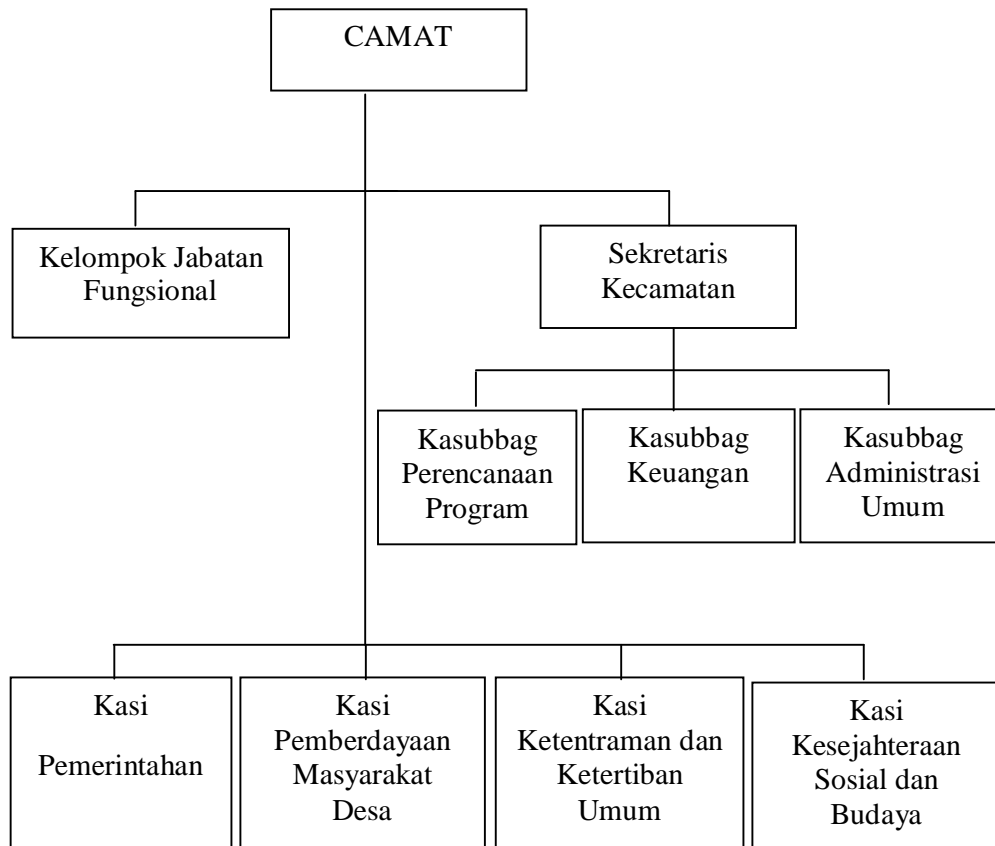 CAMAT
Kelompok Jabatan
Fungsional
Sekretaris
Kecamatan
Kasubbag
Perencanaan
Program
Kasubbag
Keuangan
Kasubbag
Administrasi
Umum
Kasi
Pemerintahan
Kasi
Pemberdayaan
Masyarakat
Desa
Kasi
Ketentraman dan
Ketertiban
Umum
Kasi
Kesejahteraan
Sosial dan
Budaya